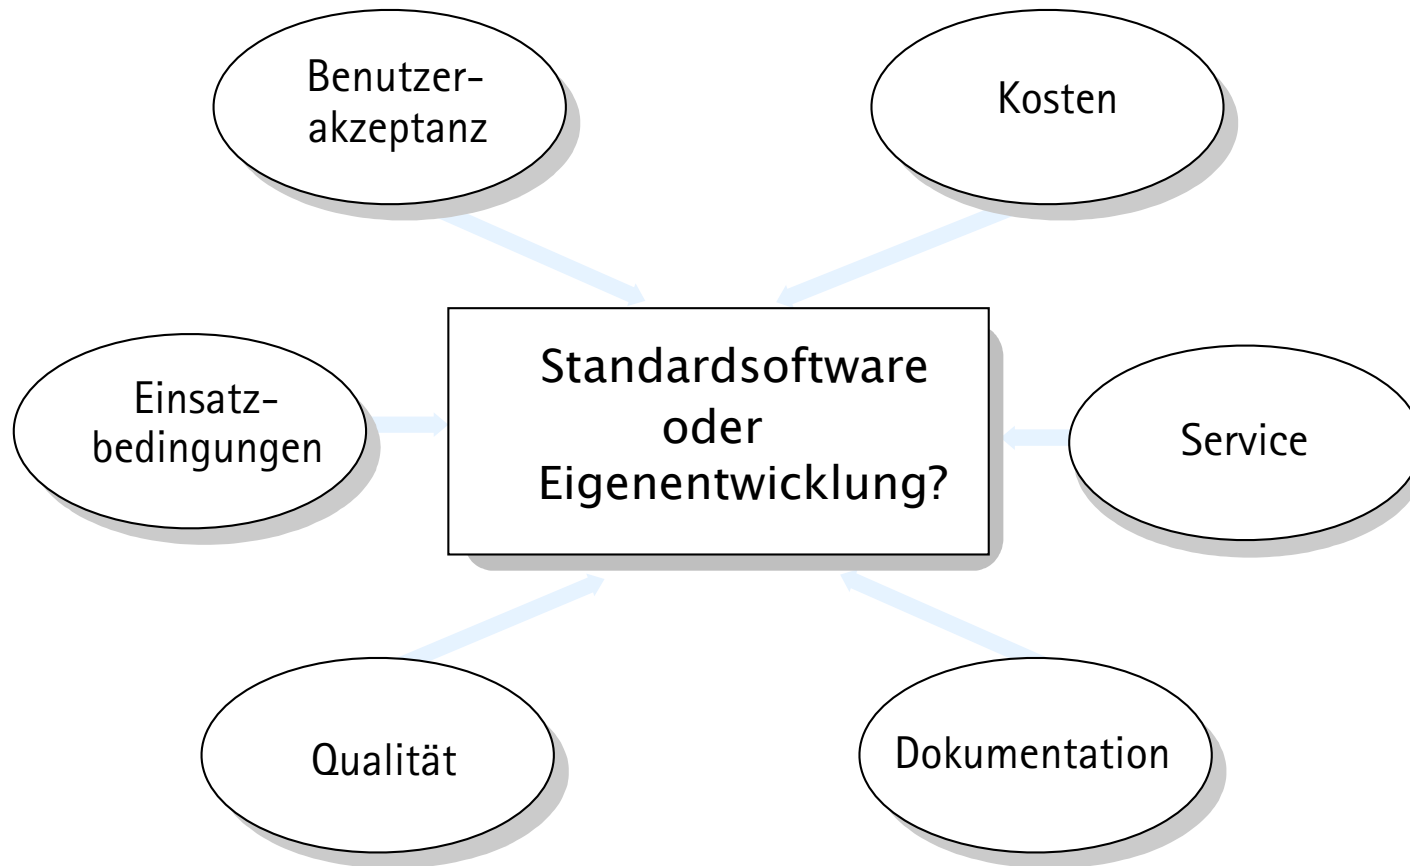 Benutzer-
akzeptanz
Kosten
Einsatz-
bedingungen
Standardsoftware
oder
Eigenentwicklung?
Service
Qualität
Dokumentation